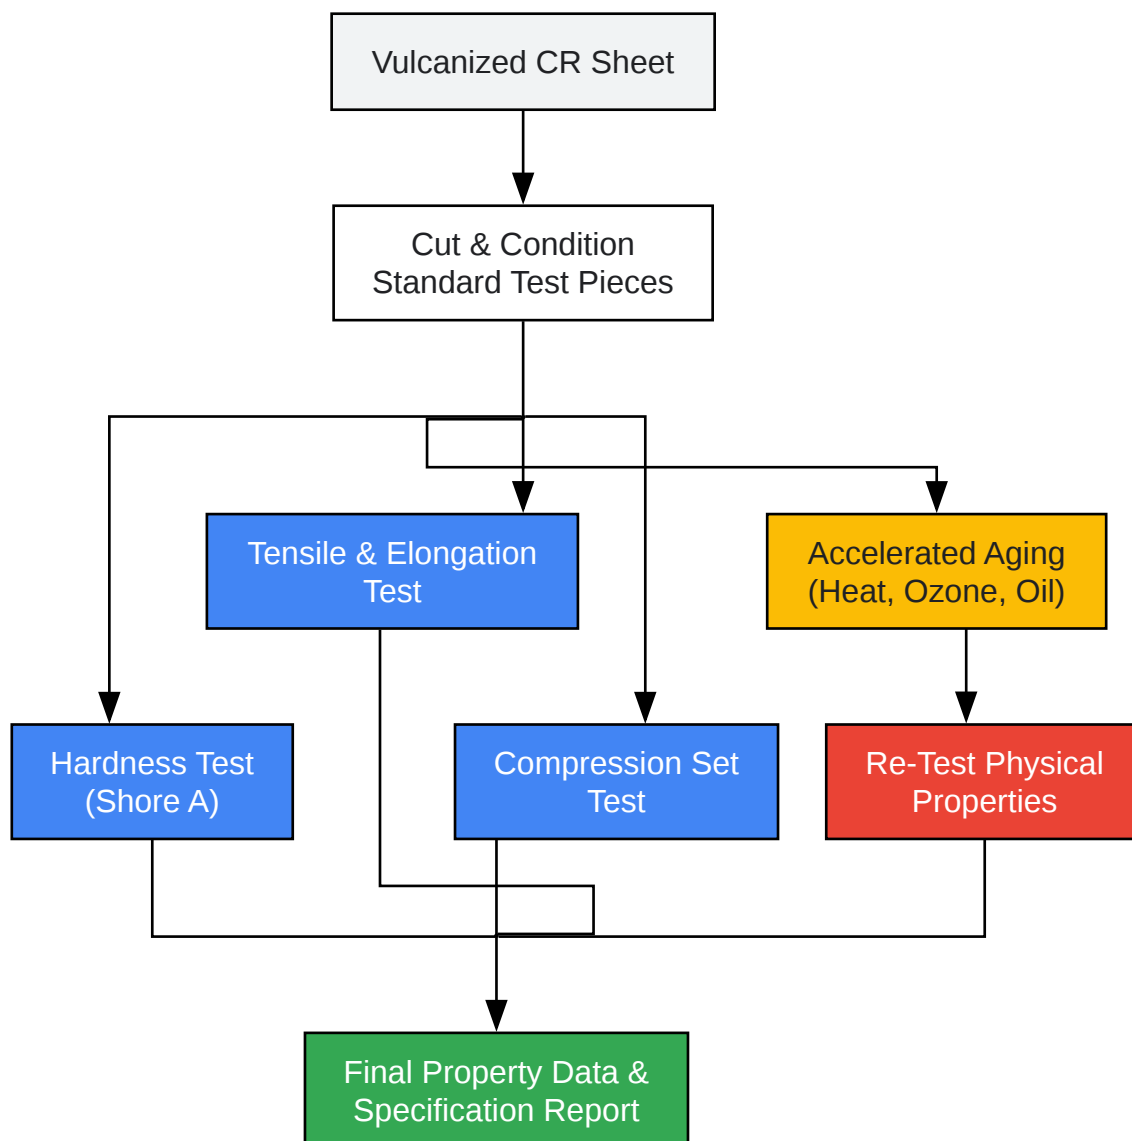 Vulcanized CR Sheet
Cut & Condition
Standard Test Pieces
Tensile & Elongation
Test
Accelerated Aging
(Heat, Ozone, Oil)
Hardness Test
(Shore A)
Compression Set
Test
Re-Test Physical
Properties
Final Property Data &
Specification Report